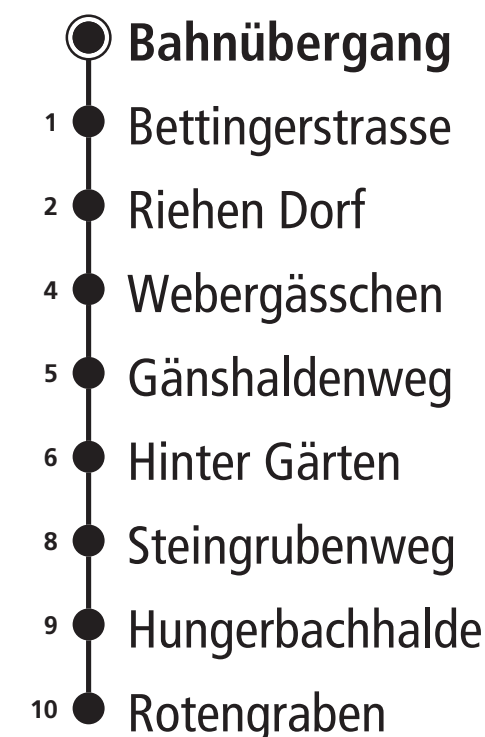 Bahnübergang
1 Bettingerstrasse
2 Riehen Dorf
4 Webergässchen
5 Gänshaldenweg
6 Hinter Gärten
8 Steingrubenweg
9 Hungerbachhalde
10 Rotengraben